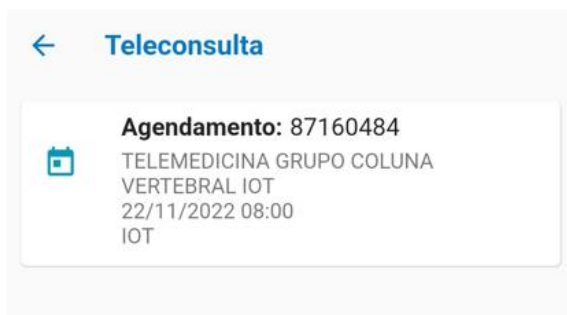 Teleconsulta
Agendamento: 87160484
TELEMEDICINA GRUPO COLUNA
VERTEBRAL IOT
22/11/2022 08:00
IOT